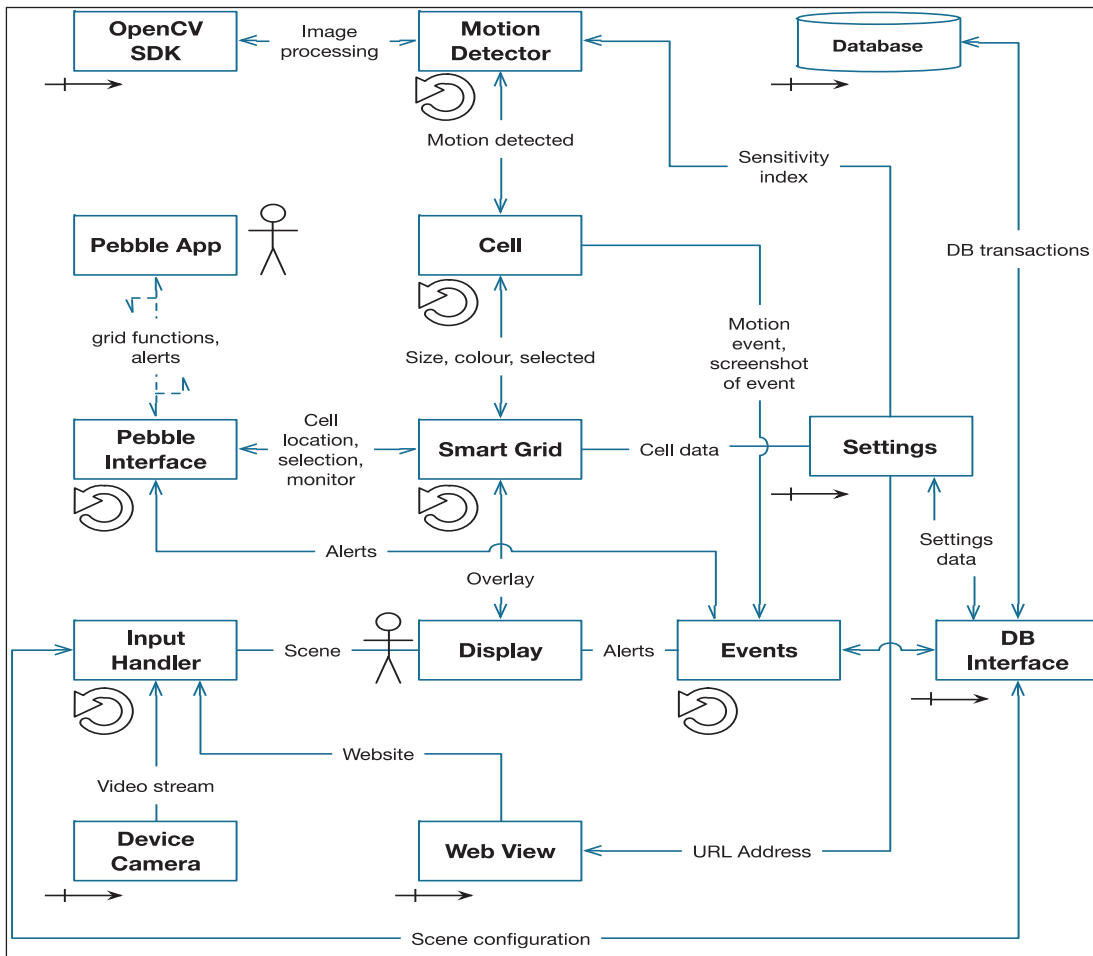 OpenCV
SDK
Image
processing
Motion
Detector
Database
Motion detected
Sensitivity
index
Pebble App
Cell
DB transactions
grid functions,
alerts
Size, colour, selected
Motion
event,
screenshot
of event
Pebble
Interface
Cell
location,
selection,
monitor
Smart Grid
Cell data
Settings
Alerts
Overlay
Settings
data
Input
Handler
Scene
Display
Alerts
Events
DB
Interface
Website
Video stream
Device
Camera
Web View
URL Address
Scene configuration